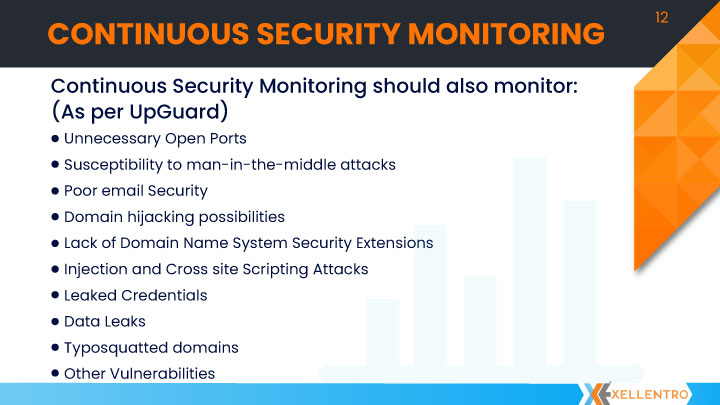 12
CONTINUOUS SECURITY MONITORING
Continuous Security Monitoring should also monitor:
(As per UpGuard)
● Unnecessary Open Ports
● Susceptibility to man-in-the-middle attacks
● Poor email Security
● Domain hijacking possibilities
● Lack of Domain Name System Security Extensions
● Injection and Cross site Scripting Attacks
● Leaked Credentials
● Data Leaks
● Typosquatted domains
● Other Vulnerabilities
XELLENTRO